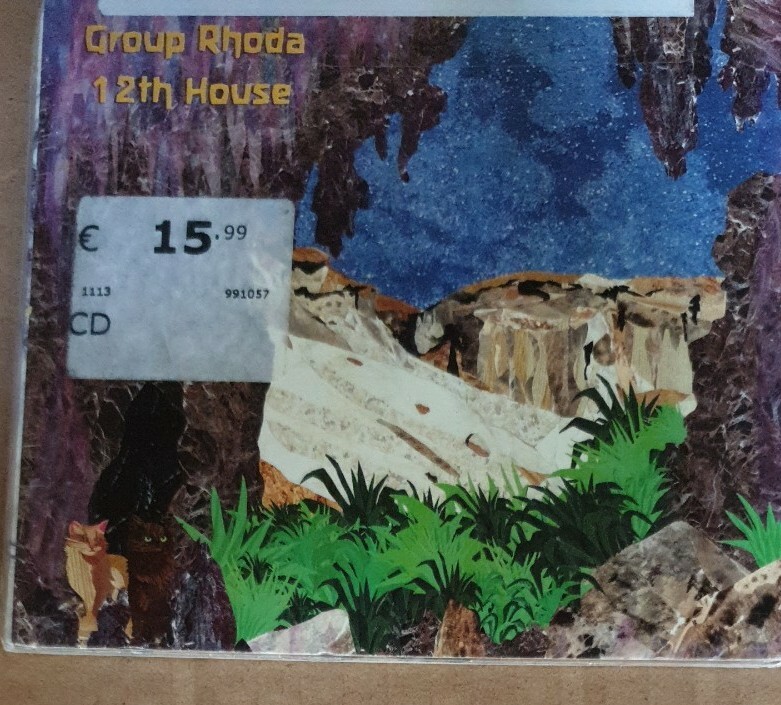 Group Rhoda
12th House
€ 15.99
1113 991057
CD